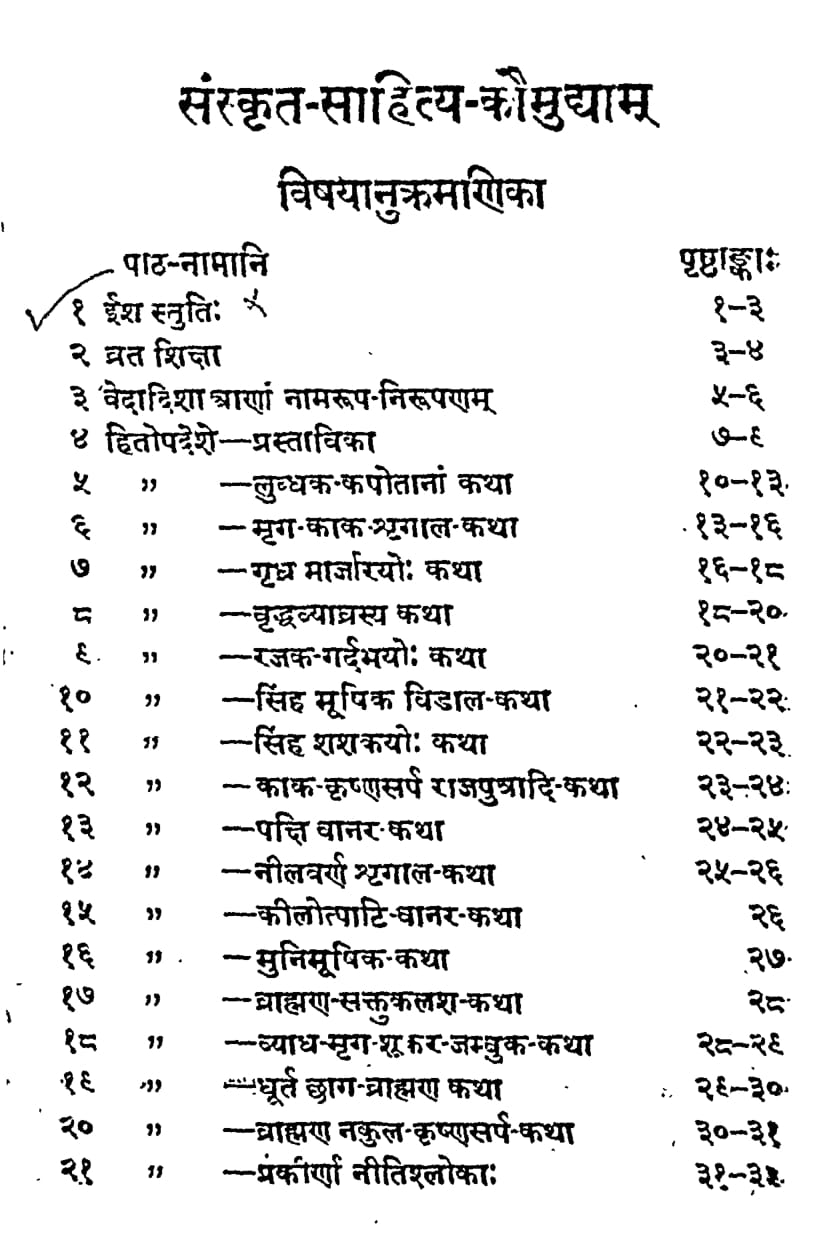 संस्कृत-साहित्य-कौमुद्याम्
विषयानुक्रमाणिका
पाठ-नामानि पृष्ठाङ्काः
१ ईश स्तुतिः १–३
२ व्रत शिक्षा ३–४
३ वेदादिशास्त्राणां नामरूप-निरूपणम् ५–६
४ हितोपदेशे—प्रस्ताविका ७–९
५ ,, —लुब्धक-कपोतानां कथा १०–१३
६ ,, —मृग-काक-शृगाल-कथा १३–१६
७ ,, —गृध्र मार्जारयोः कथा १६–१८
८ ,, —वृद्धव्याघ्रस्य कथा १८–२०
९ ,, —रजक-गर्दभयोः कथा २०–२१
१० ,, —सिंह मूषिक विडाल-कथा २१–२२
११ ,, —सिंह शशकयोः कथा २२–२३
१२ ,, —काक-कृष्णसर्प राजपुत्रादि-कथा २३–२४
१३ ,, —पक्षि वानर-कथा २४–२५
१४ ,, —नीलवर्ण शृगाल-कथा २५–२६
१५ ,, —कीलोत्पाटि-वानर-कथा २६
१६ ,, —मुनिमूषिक-कथा २७
१७ ,, —ब्राह्मण-सक्तुकलश-कथा २८
१८ ,, —व्याध-मृग-शूकर-जम्बुक-कथा २८–२९
१९ ,, —धूर्त छाग-ब्राह्मण कथा २९–३०
२० ,, —ब्राह्मण नकुल-कृष्णसर्प-कथा ३०–३१
२१ ,, —प्रकीर्णा नीतिश्लोकाः